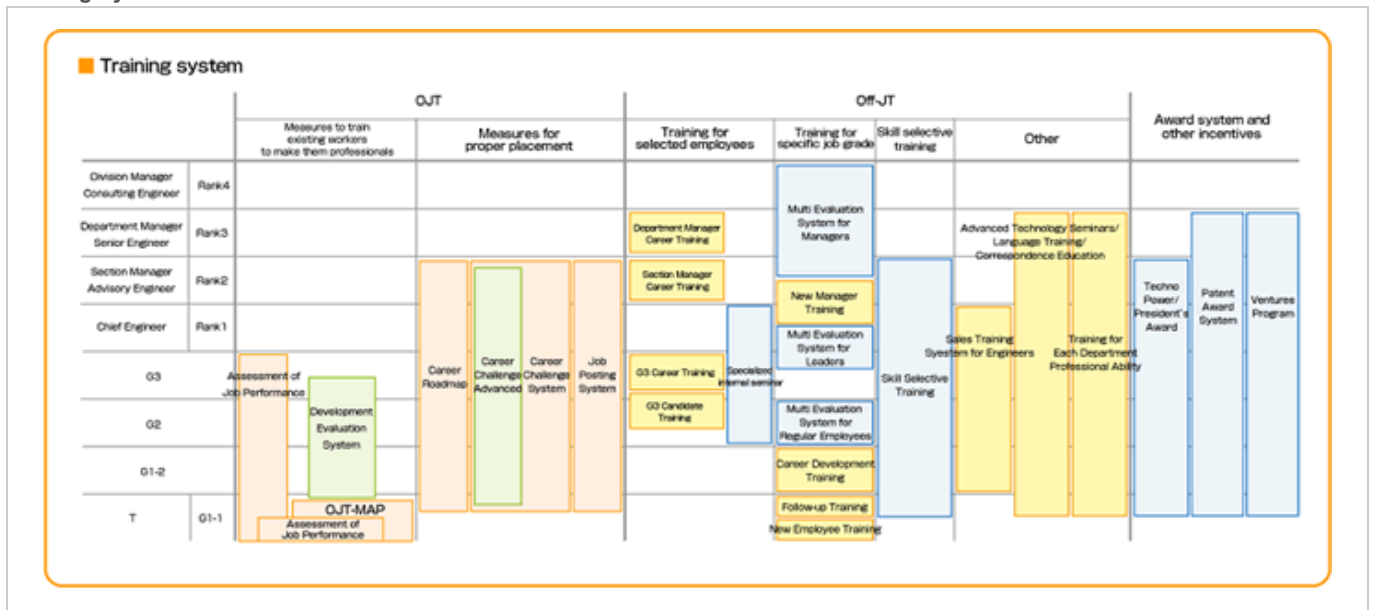 Training system
OJT
Off-JT
Award system and
other incentives
Measures to train
existing workers
to make them professionals
Measures for
proper placement
Training for
selected employees
Training for
specific job grade
Skill selective
training
Other
Division Manager
Consulting Engineer
Rank4
Department Manager
Senior Engineer
Rank3
Section Manager
Advisory Engineer
Rank2
Chief Engineer
Rank1
G3
G2
G1-2
T
G1-1
Assessment of
Job Performance
Development
Evaluation
System
OJT-MAP
Assessment of
Job Performance
Career
Roadmap
Career
Challenge
Advanced
Career
Challenge
System
Job
Posting
System
Department Manager
Career Training
Section Manager
Career Training
G3 Career Training
G3 Candidate
Training
Specialized
internal seminar
Multi Evaluation
System for
Managers
New Manager
Training
Multi Evaluation
System for
Leaders
Multi Evaluation
System for
Regular Employees
Career Development
Training
Follow-up Training
New Employee Training
Skill Selective
Training
Advanced Technology Seminars/
Language Training/
Correspondence Education
Sales Training
Syestem for Engineers
Training for
Each Department
Professional Ability
Techno
Power/
President's
Award
Patent
Award
System
Ventures
Program